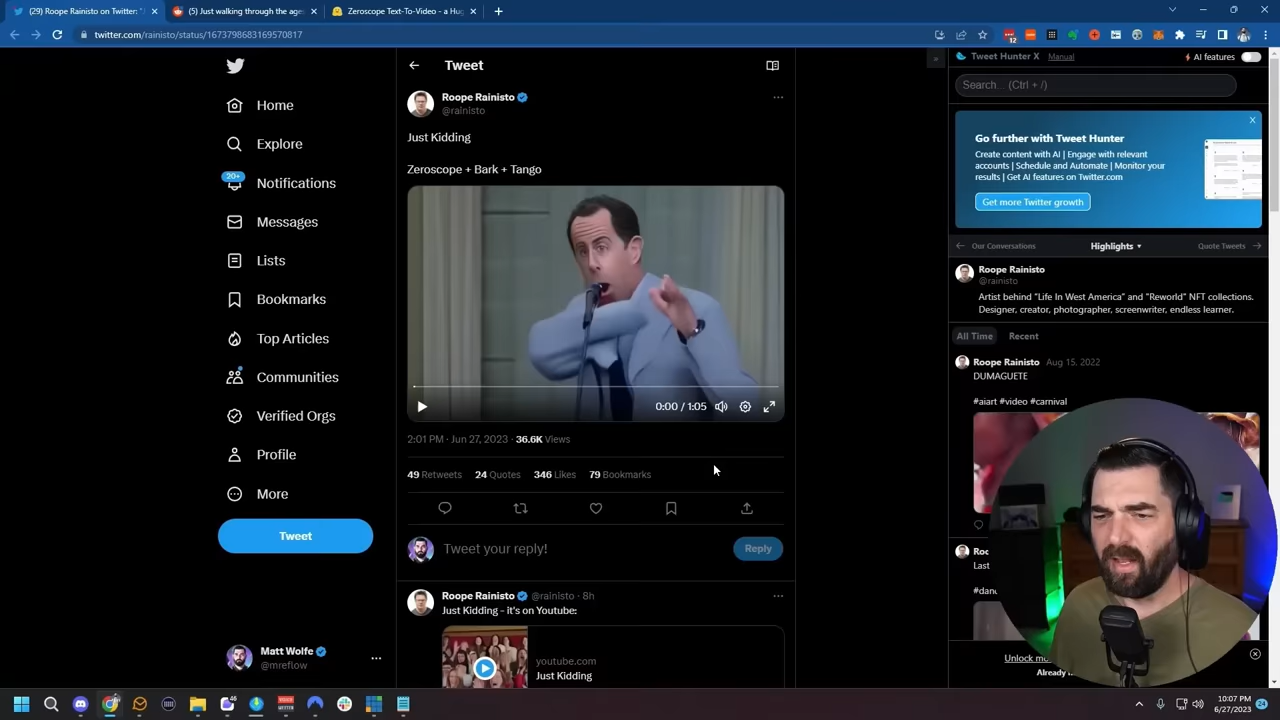 (29) Roope Rainisto on Twitter: "J
(5) Just walking through the age
Zeroscope Text-To-Video - a Hug
twitter.com/rainisto/status/1673798683169570817
Tweet
Tweet Hunter X Manual
AI features
Search... (Ctrl + /)
Home
Explore
20+
Notifications
Messages
Lists
Bookmarks
Top Articles
Communities
Verified Orgs
Profile
More
Tweet
Matt Wolfe
@mreflow
Roope Rainisto
@rainisto
Just Kidding
Zeroscope + Bark + Tango
0:00 / 1:05
2:01 PM · Jun 27, 2023 · 36.6K Views
49 Retweets 24 Quotes 346 Likes 79 Bookmarks
Tweet your reply!
Reply
Roope Rainisto @rainisto · 8h
Just Kidding - it's on Youtube:
youtube.com
Just Kidding
Go further with Tweet Hunter
Create content with AI | Engage with relevant
accounts | Schedule and Automate | Monitor your
results | Get AI features on Twitter.com
Get more Twitter growth
Our Conversations
Highlights
Quote Tweets
Roope Rainisto
@rainisto
Artist behind "Life In West America" and "Reworld" NFT collections.
Designer, creator, photographer, screenwriter, endless learner.
All Time
Recent
Roope Rainisto Aug 15, 2022
DUMAGUETE
#aiart #video #carnival
Roo
Last
#danc
Unlock mo
Already
10:07 PM
6/27/2023
24